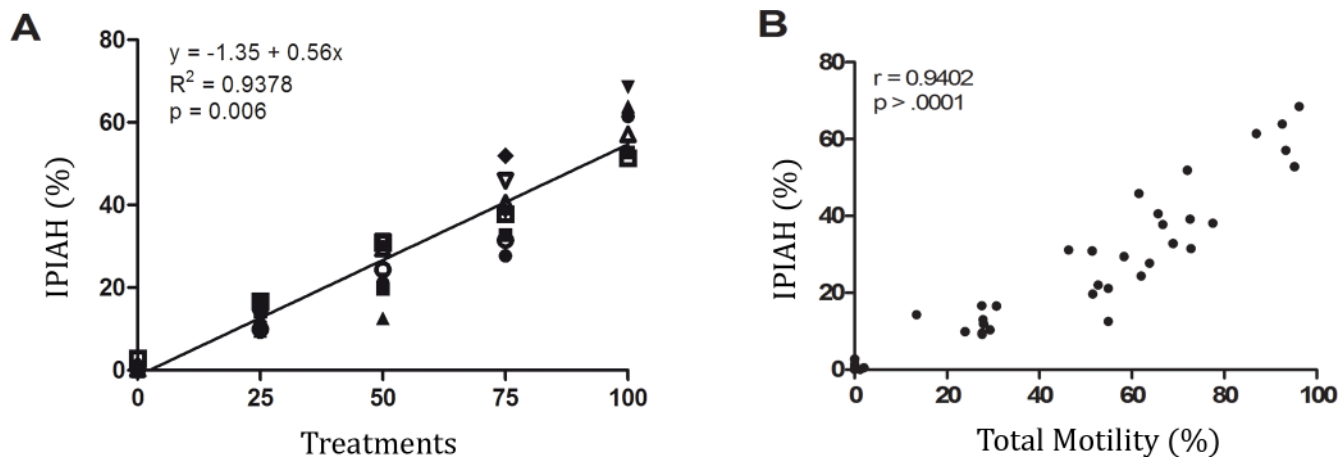 A
y = -1.35 + 0.56x
R² = 0.9378
p = 0.006
80
60
40
20
0
IPIAH (%)
0 25 50 75 100
Treatments
B
r = 0.9402
p > .0001
80
60
40
20
0
IPIAH (%)
0 20 40 60 80 100
Total Motility (%)